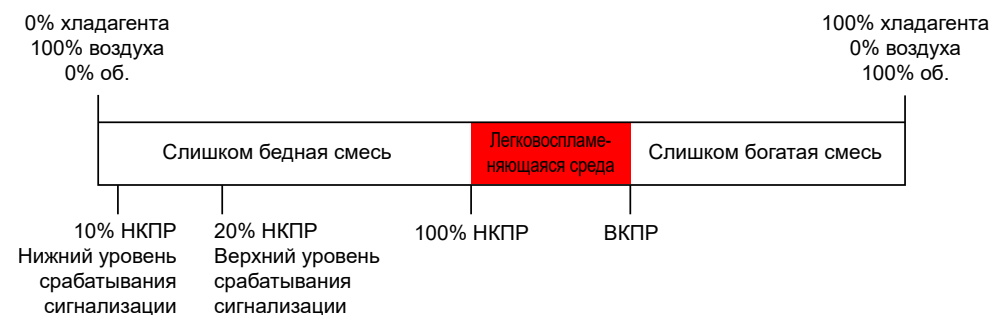 0% хладагента
100% воздуха
0% об.
100% хладагента
0% воздуха
100% об.
Слишком бедная смесь
Легковоспламе-
няющаяся среда
Слишком богатая смесь
10% НКПР
Нижний уровень
срабатывания
сигнализации
20% НКПР
Верхний уровень
срабатывания
сигнализации
100% НКПР
ВКПР